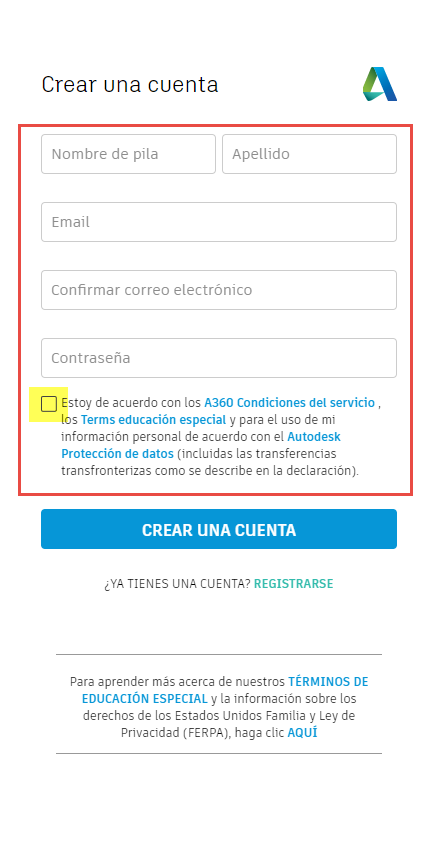 Crear una cuenta
Nombre de pila Apellido
Email
Confirmar correo electrónico
Contraseña
Estoy de acuerdo con los A360 Condiciones del servicio ,
los Terms educación especial y para el uso de mi
información personal de acuerdo con el Autodesk
Protección de datos (incluidas las transferencias
transfronterizas como se describe en la declaración).
CREAR UNA CUENTA
¿YA TIENES UNA CUENTA? REGISTRARSE
Para aprender más acerca de nuestros TÉRMINOS DE
EDUCACIÓN ESPECIAL y la información sobre los
derechos de los Estados Unidos Familia y Ley de
Privacidad (FERPA), haga clic AQUÍ